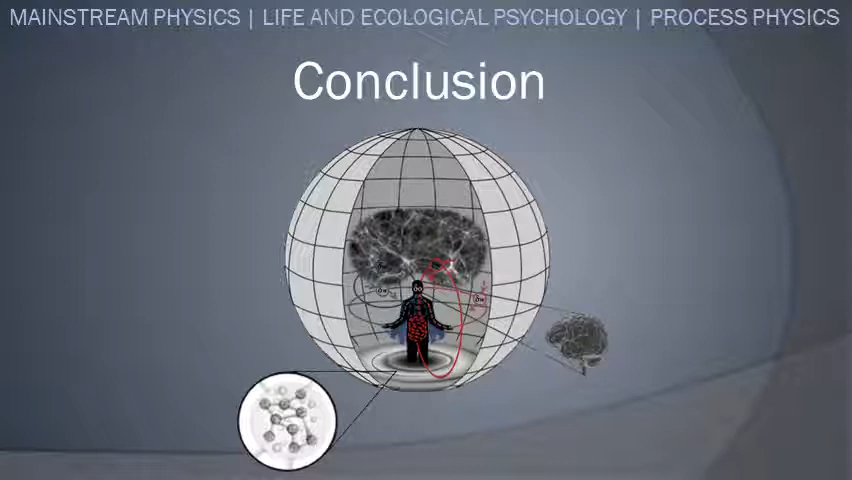 MAINSTREAM PHYSICS | LIFE AND ECOLOGICAL PSYCHOLOGY | PROCESS PHYSICS
Conclusion